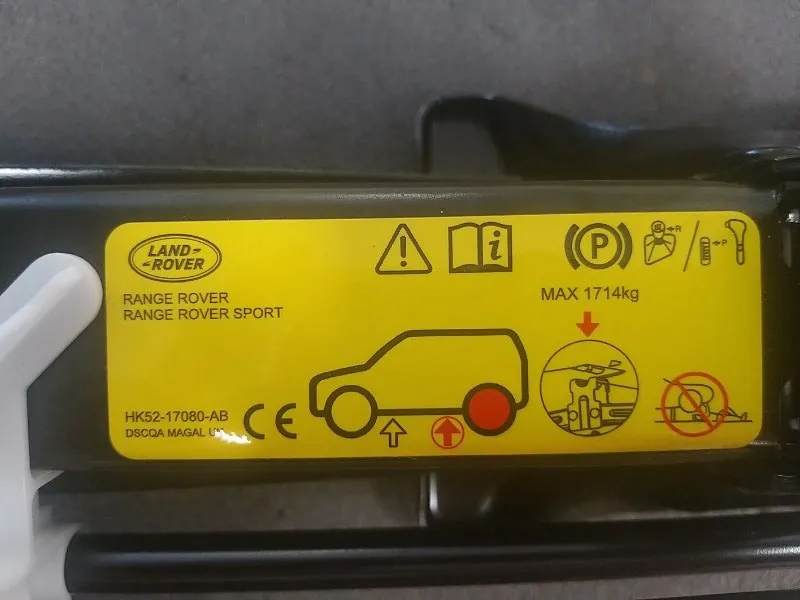 LAND-
-ROVER
RANGE ROVER
RANGE ROVER SPORT
HK52-17080-AB
DSCQA MAGAL
CE
i
P
R
P
MAX 1714kg